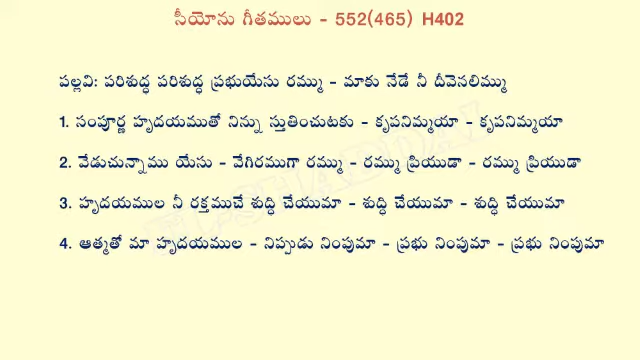 సీయోను గీతములు - 552(465) H402
పల్లవి: పరిశుద్ధ పరిశుద్ధ ప్రభుయేసు రమ్ము - మాకు నేడే నీ దీవెనలిమ్ము
1. సంపూర్ణ హృదయముతో నిన్ను స్తుతించుటకు - కృపనిమ్మయా - కృపనిమ్మయా
2. వేడుచున్నాము యేసు - వేగిరముగా రమ్ము - రమ్ము ప్రియుడా - రమ్ము ప్రియుడా
3. హృదయముల నీ రక్తముచే శుద్ధి చేయుమా - శుద్ధి చేయుమా - శుద్ధి చేయుమా
4. ఆత్మతో మా హృదయముల - నిప్పుడు నింపుమా - ప్రభు నింపుమా - ప్రభు నింపుమా